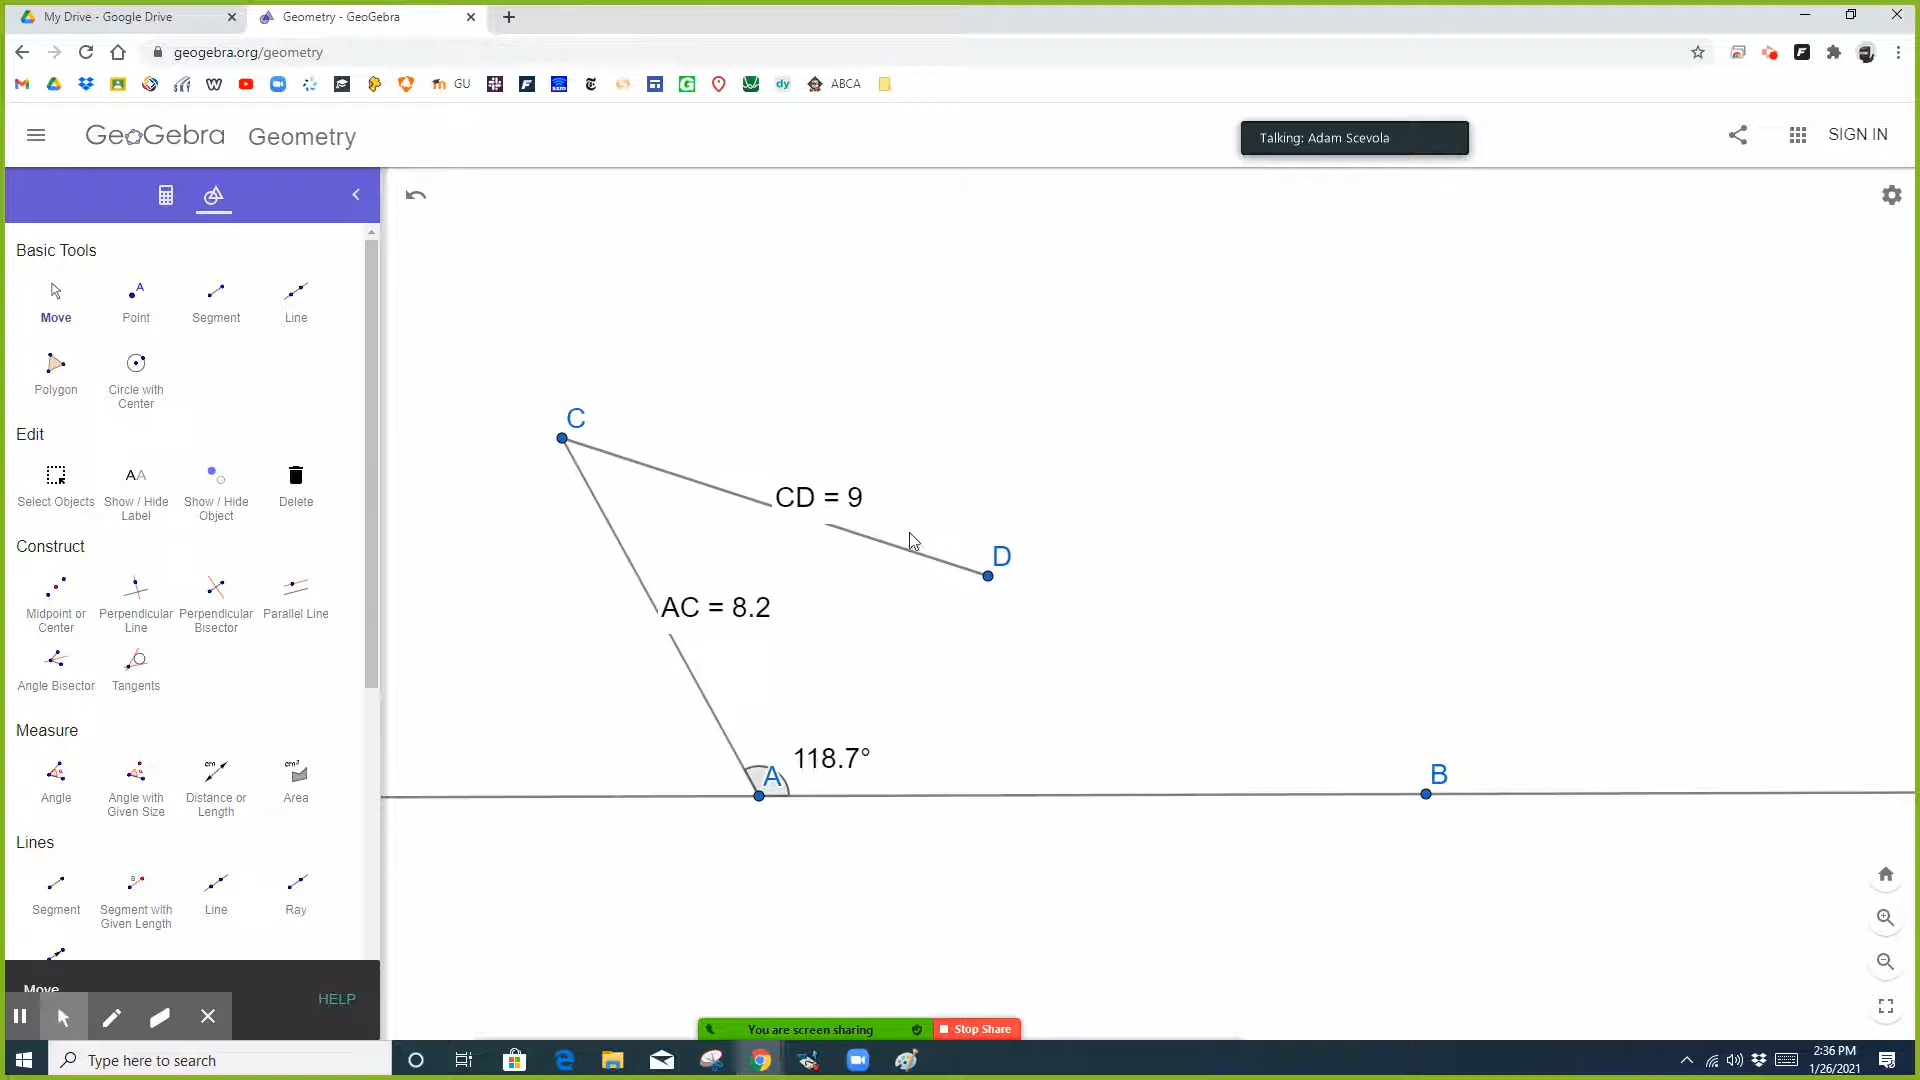 My Drive - Google Drive
Geometry - GeoGebra
geogebra.org/geometry
GU
dy
ABCA
GeoGebra Geometry
Talking: Adam Scevola
SIGN IN
Basic Tools
A
Move
Point
Segment
Line
Polygon
Circle with
Center
Edit
AA
Select Objects
Show / Hide
Label
Show / Hide
Object
Delete
Construct
Midpoint or
Center
Perpendicular
Line
Perpendicular
Bisector
Parallel Line
Angle Bisector
Tangents
Measure
cm
cm²
Angle
Angle with
Given Size
Distance or
Length
Area
Lines
a
Segment
Segment with
Given Length
Line
Ray
Move
HELP
C
CD = 9
D
AC = 8.2
118.7°
A
B
You are screen sharing
Stop Share
Type here to search
2:36 PM
1/26/2021